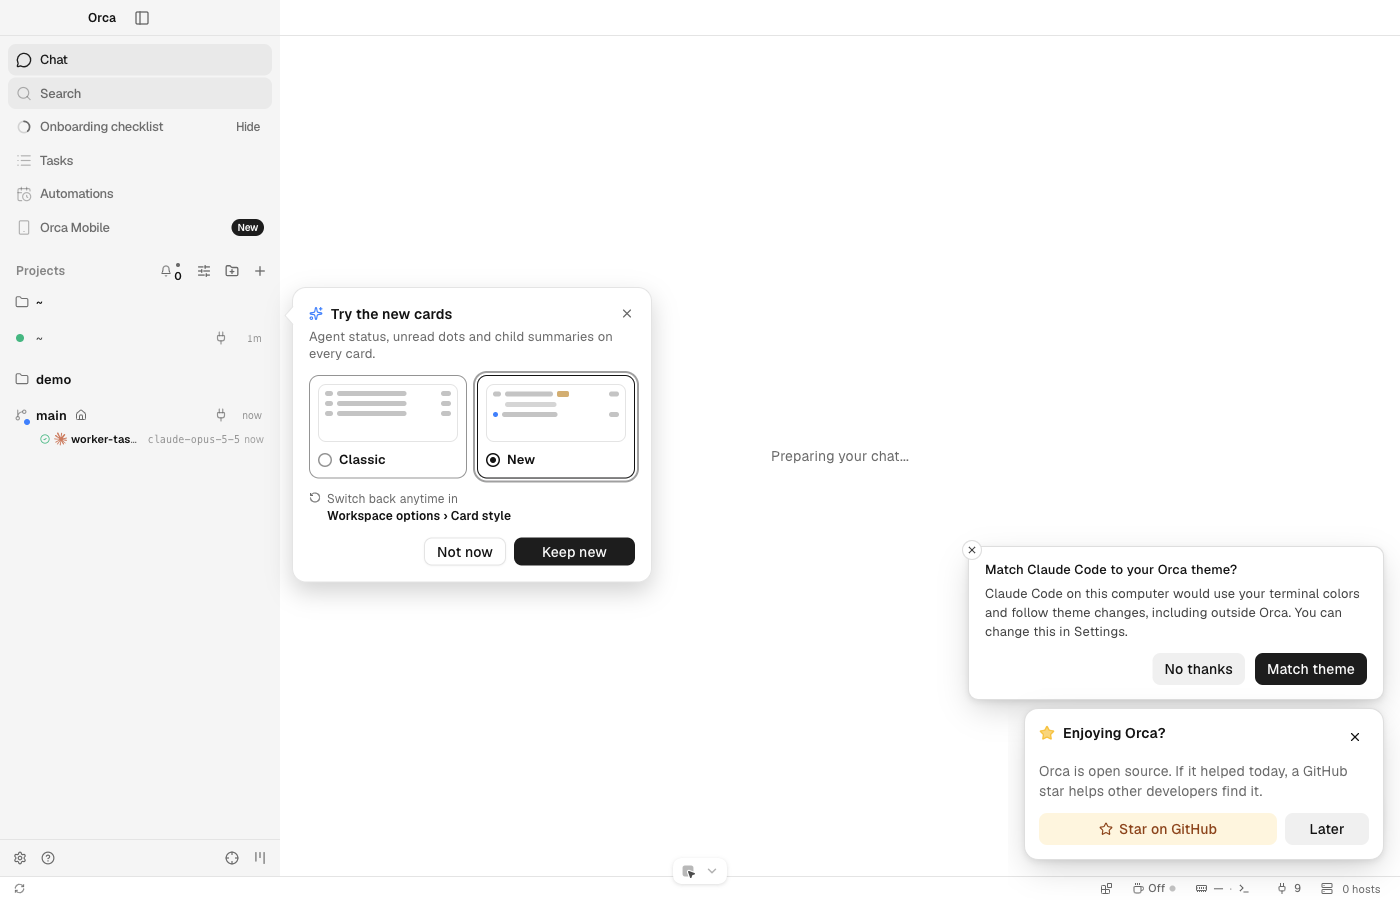 Orca
Chat
Search
Onboarding checklist Hide
Tasks
Automations
Orca Mobile New
Projects 0
~
~ 1m
demo
main now
worker-tas… claude-opus-5-5 now
Try the new cards
Agent status, unread dots and child summaries on
every card.
Classic New
Switch back anytime in
Workspace options › Card style
Not now Keep new
Preparing your chat...
Match Claude Code to your Orca theme?
Claude Code on this computer would use your terminal colors
and follow theme changes, including outside Orca. You can
change this in Settings.
No thanks Match theme
Enjoying Orca?
Orca is open source. If it helped today, a GitHub
star helps other developers find it.
Star on GitHub Later
Off — · 9 0 hosts